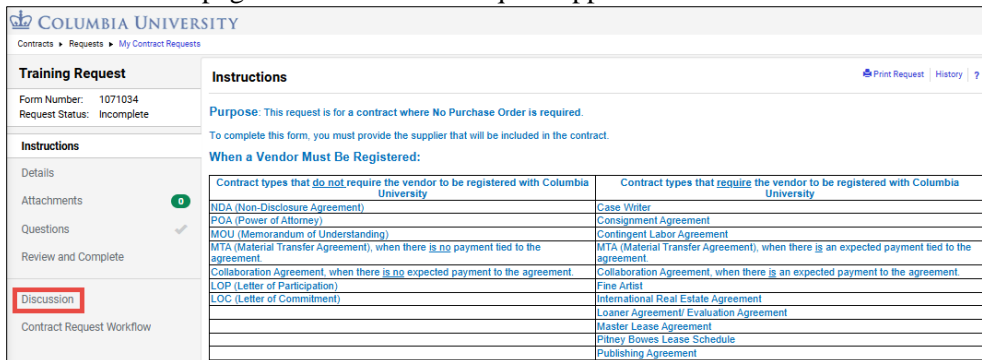 COLUMBIA UNIVERSITY
Contracts ▸ Requests ▸ My Contract Requests
Training Request
Form Number: 1071034
Request Status: Incomplete
Instructions
Details
Attachments 0
Questions
Review and Complete
Discussion
Contract Request Workflow
Instructions
Print Request | History | ?
Purpose: This request is for a contract where No Purchase Order is required.
To complete this form, you must provide the supplier that will be included in the contract.
When a Vendor Must Be Registered:
Contract types that do not require the vendor to be registered with Columbia
University
Contract types that require the vendor to be registered with Columbia
University
NDA (Non-Disclosure Agreement)
Case Writer
POA (Power of Attorney)
Consignment Agreement
MOU (Memorandum of Understanding)
Contingent Labor Agreement
MTA (Material Transfer Agreement), when there is no payment tied to the
agreement.
MTA (Material Transfer Agreement), when there is an expected payment tied to the
agreement.
Collaboration Agreement, when there is no expected payment to the agreement.
Collaboration Agreement, when there is an expected payment to the agreement.
LOP (Letter of Participation)
Fine Artist
LOC (Letter of Commitment)
International Real Estate Agreement
Loaner Agreement/ Evaluation Agreement
Master Lease Agreement
Pitney Bowes Lease Schedule
Publishing Agreement